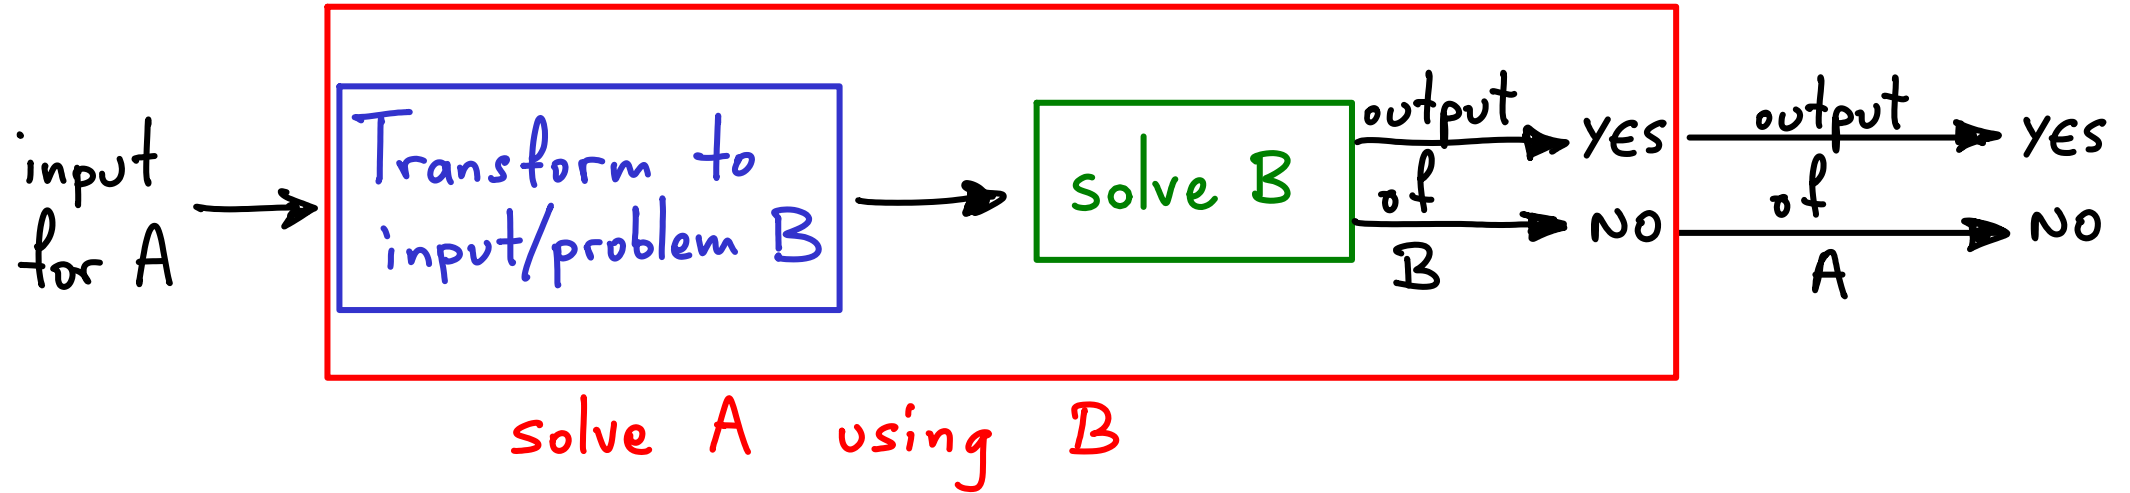 input
for A
Transform to
input/problem B
solve B
output
of
B
YES
NO
output
of
A
YES
NO
solve A using B